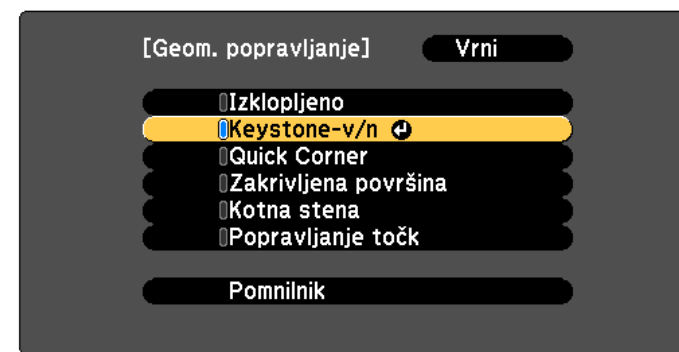 [Geom. popravljanje] Vrni
Izklopljeno
Keystone-v/n
Quick Corner
Zakrivljena površina
Kotna stena
Popravljanje točk
Pomnilnik